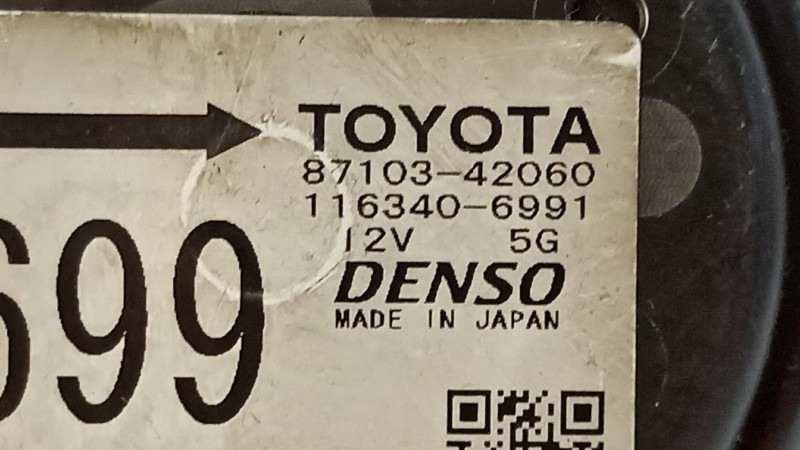 TOYOTA
87103-42060
116340-6991
12V 5G
DENSO
MADE IN JAPAN
699